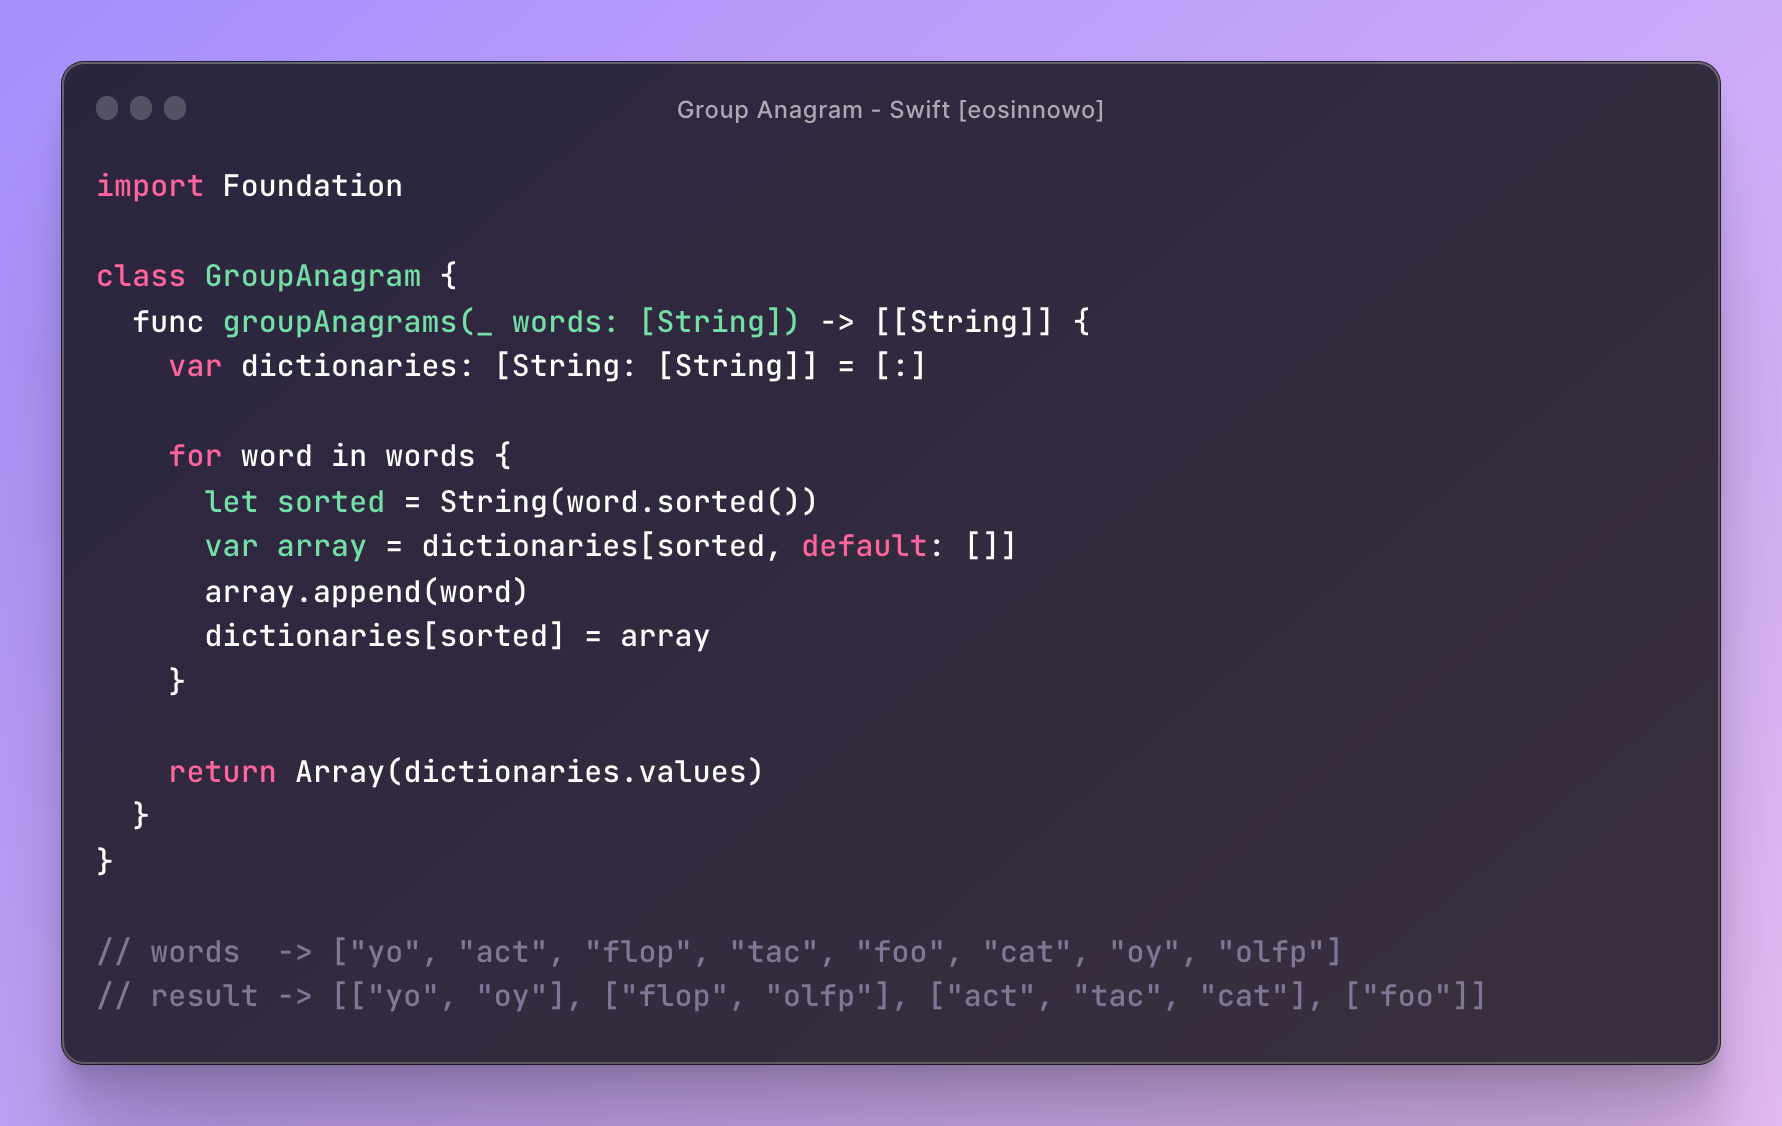 Group Anagram - Swift [eosinnowo]
import Foundation
class GroupAnagram {
func groupAnagrams(_ words: [String]) -> [[String]] {
var dictionaries: [String: [String]] = [:]
for word in words {
let sorted = String(word.sorted())
var array = dictionaries[sorted, default: []]
array.append(word)
dictionaries[sorted] = array
}
return Array(dictionaries.values)
}
}
// words  -> ["yo", "act", "flop", "tac", "foo", "cat", "oy", "olfp"]
// result -> [["yo", "oy"], ["flop", "olfp"], ["act", "tac", "cat"], ["foo"]]